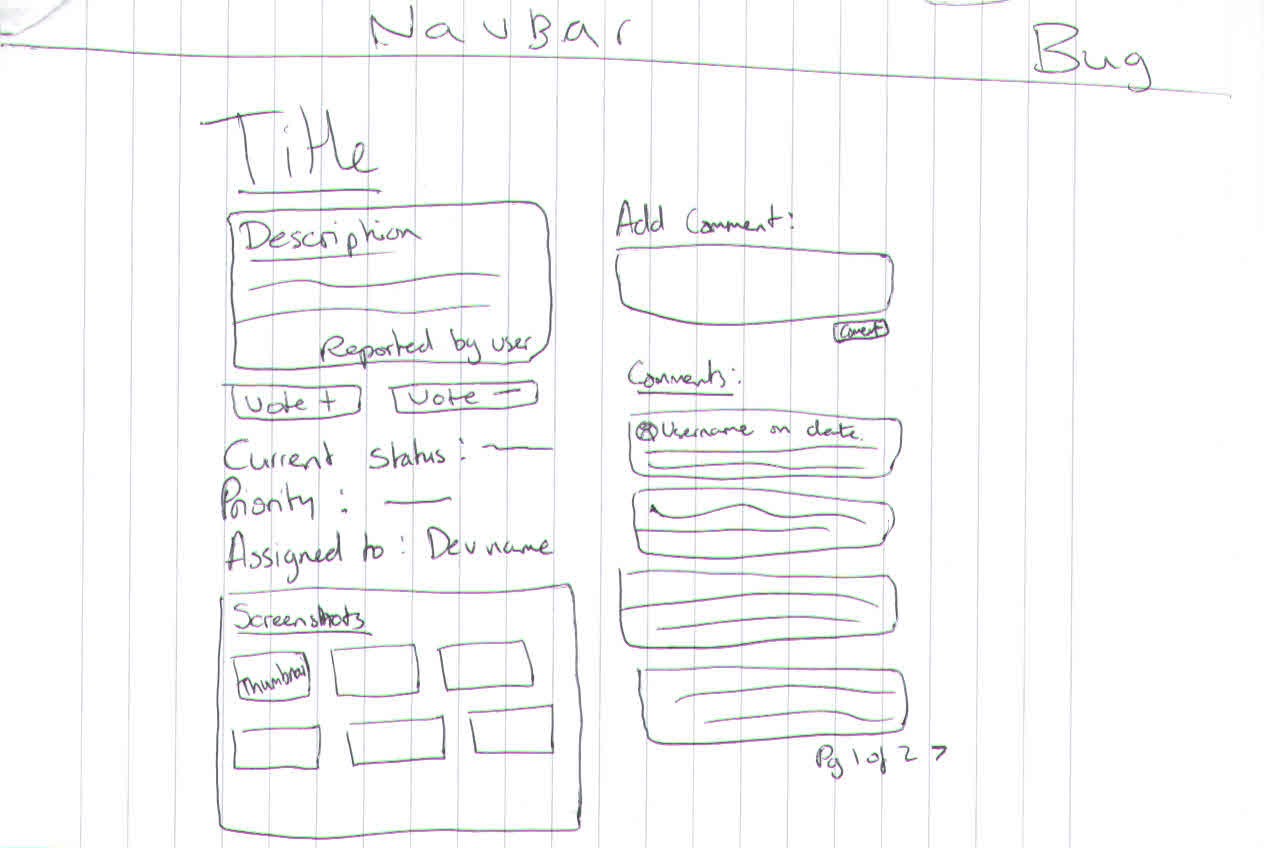 NavBar
Bug
Title
Description
Reported by user
Vote +
Vote -
Current status :
Priority :
Assigned to : Dev name
Screenshots
Thumbnail
Add Comment:
Comment
Comments:
Username on date.
Pg 1 of 2 >